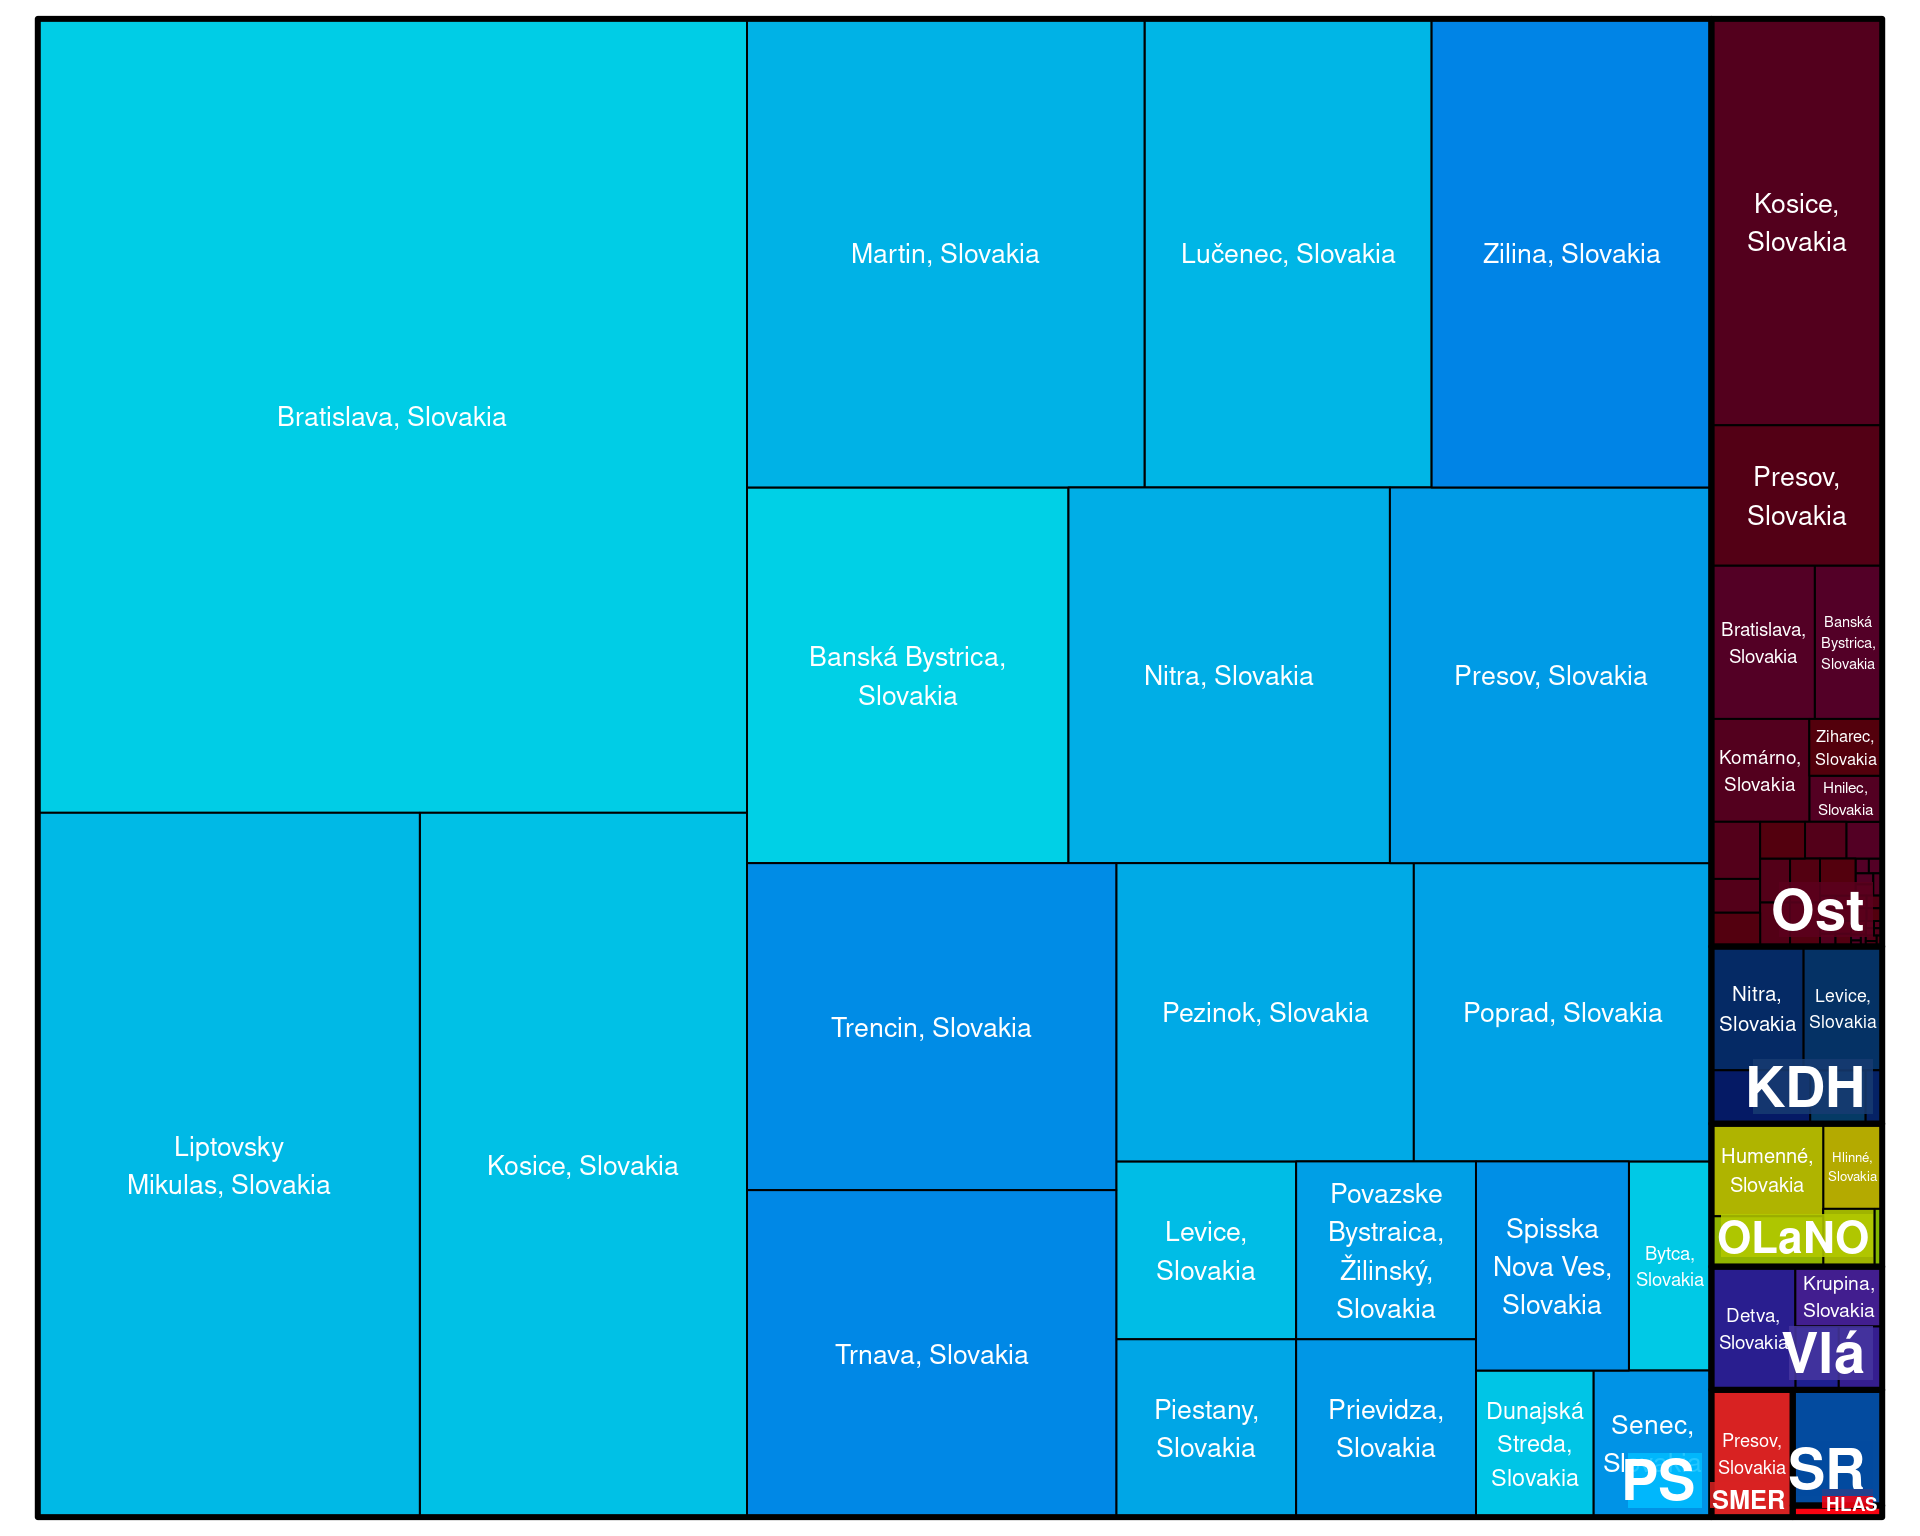 Bratislava, Slovakia
Liptovsky
Mikulas, Slovakia
Kosice, Slovakia
Martin, Slovakia
Lučenec, Slovakia
Zilina, Slovakia
Banská Bystrica,
Slovakia
Nitra, Slovakia
Presov, Slovakia
Trencin, Slovakia
Trnava, Slovakia
Pezinok, Slovakia
Poprad, Slovakia
Levice,
Slovakia
Piestany,
Slovakia
Povazske
Bystraica,
Žilinský,
Slovakia
Prievidza,
Slovakia
Spisska
Nova Ves,
Slovakia
Bytca,
Slovakia
Dunajská
Streda,
Slovakia
Senec,
PS
Kosice,
Slovakia
Presov,
Slovakia
Bratislava,
Slovakia
Banská
Bystrica,
Slovakia
Komárno,
Slovakia
Ziharec,
Slovakia
Hnilec,
Slovakia
Ost
Nitra,
Slovakia
Levice,
Slovakia
KDH
Humenné,
Slovakia
Hlinné,
Slovakia
OLaNO
Detva,
Slovakia
Krupina,
Slovakia
Vlá
Presov,
Slovakia
SMER
SR
HLAS